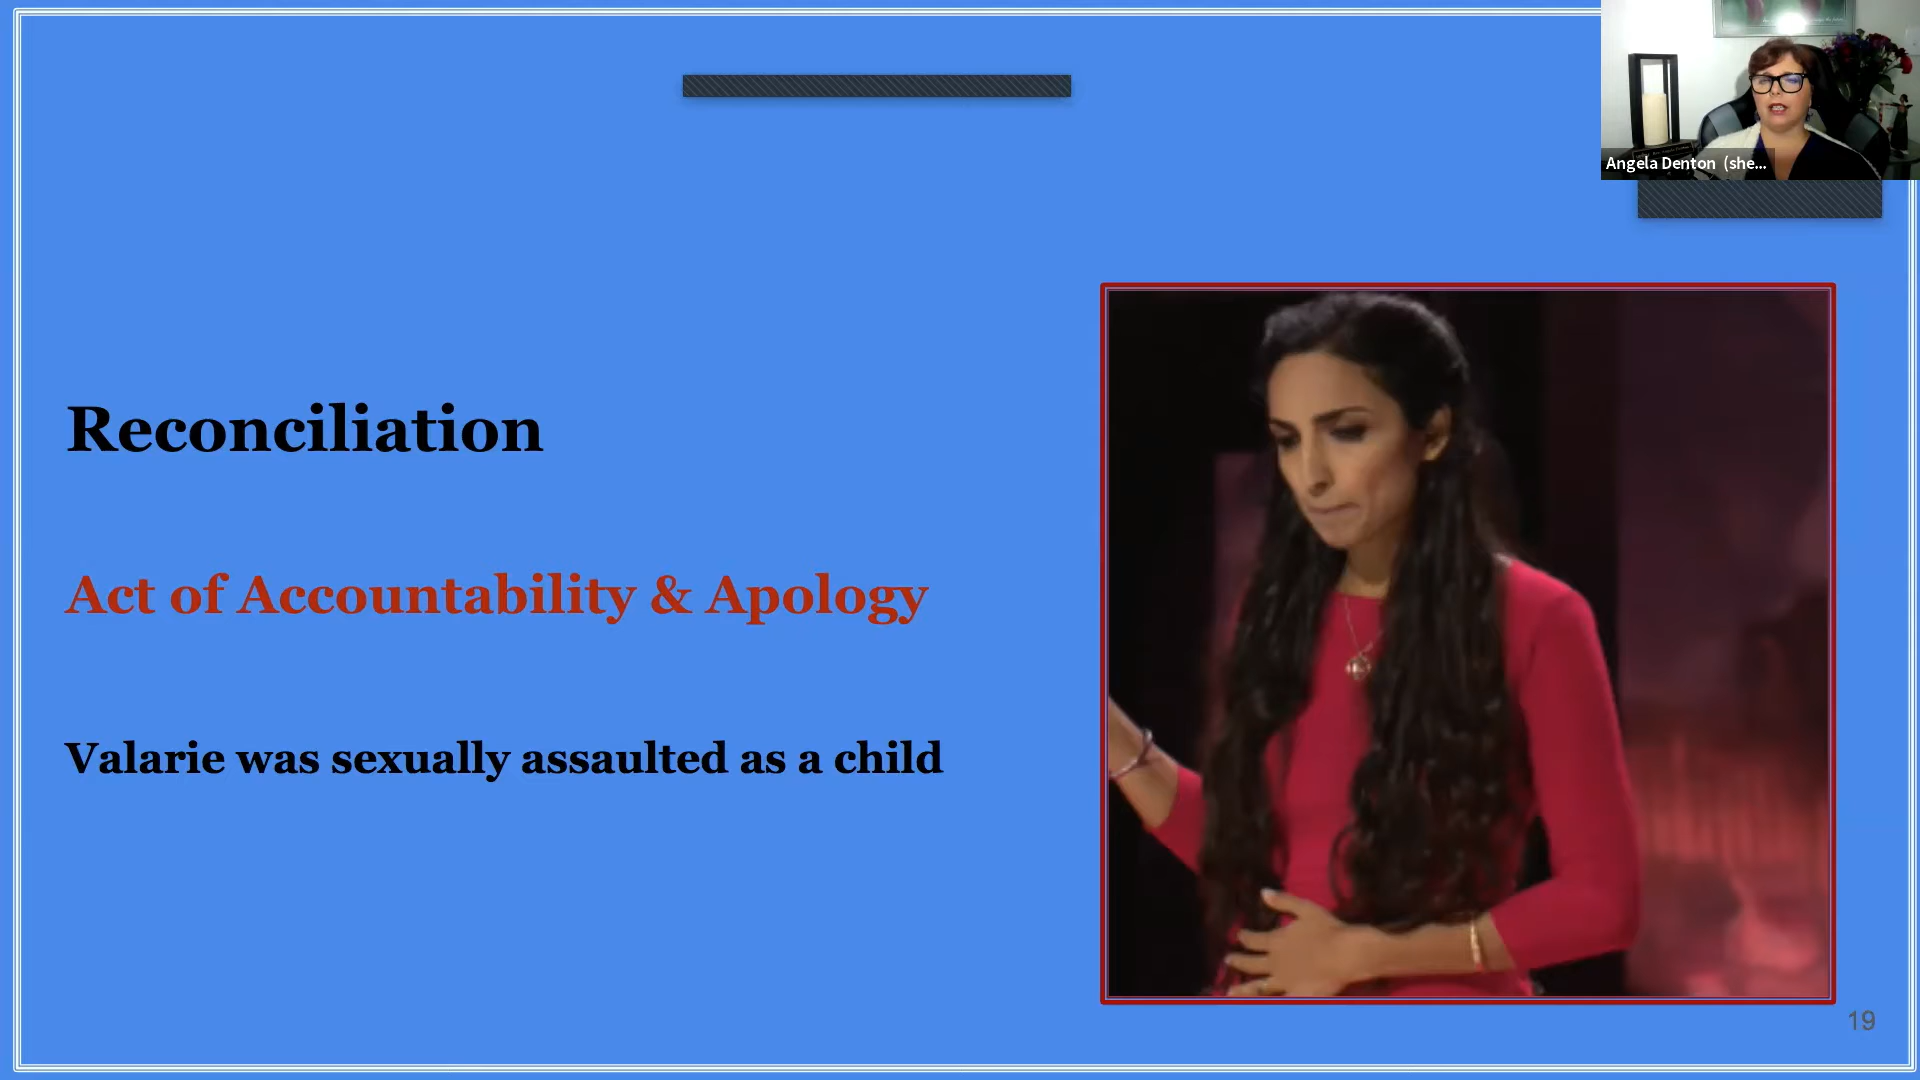 Angela Denton (she...
Reconciliation
Act of Accountability & Apology
Valarie was sexually assaulted as a child
19